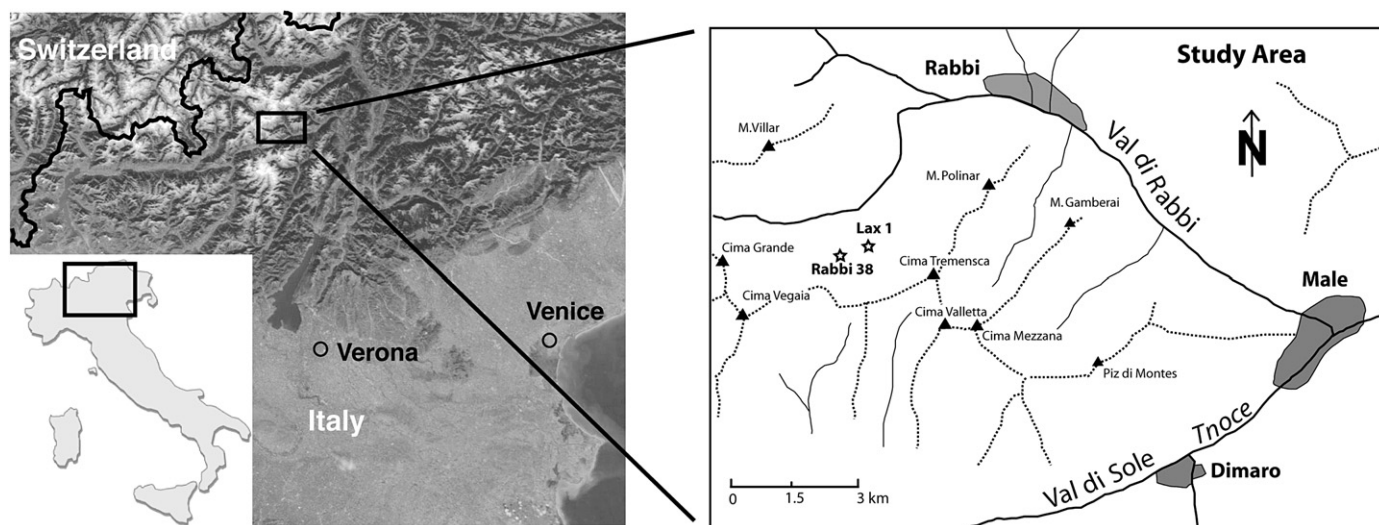 Switzerland
Verona
Venice
Italy
Study Area
N
Rabbi
M.Villar
Val di Rabbi
M. Polinar
M. Gamberai
Lax 1
Rabbi 38
Cima Grande
Cima Tremensca
Cima Vegaia
Cima Valletta
Cima Mezzana
Male
Piz di Montes
Val di Sole
Tnoce
Dimaro
0 1.5 3 km